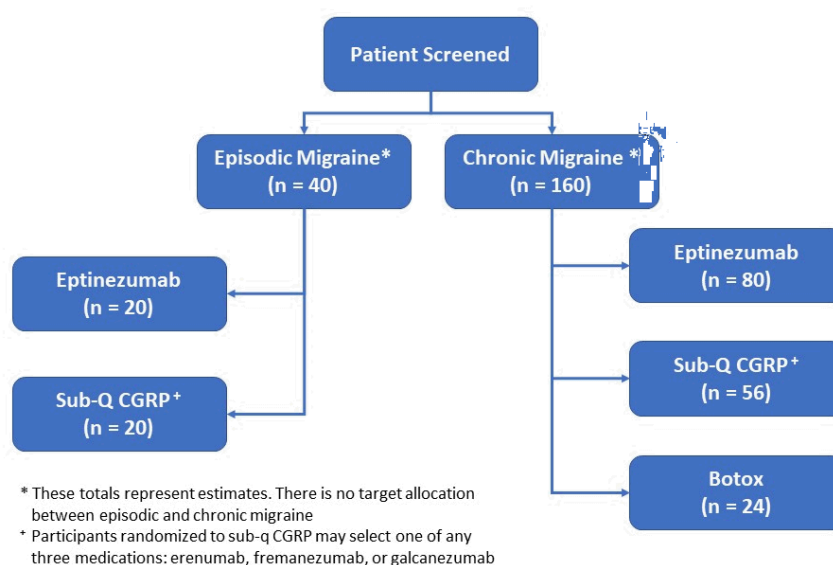 Patient Screened
Episodic Migraine*
(n = 40)
Chronic Migraine *
(n = 160)
Eptinezumab
(n = 20)
Eptinezumab
(n = 80)
Sub-Q CGRP⁺
(n = 20)
Sub-Q CGRP⁺
(n = 56)
Botox
(n = 24)
* These totals represent estimates. There is no target allocation
between episodic and chronic migraine
⁺ Participants randomized to sub-q CGRP may select one of any
three medications: erenumab, fremanezumab, or galcanezumab